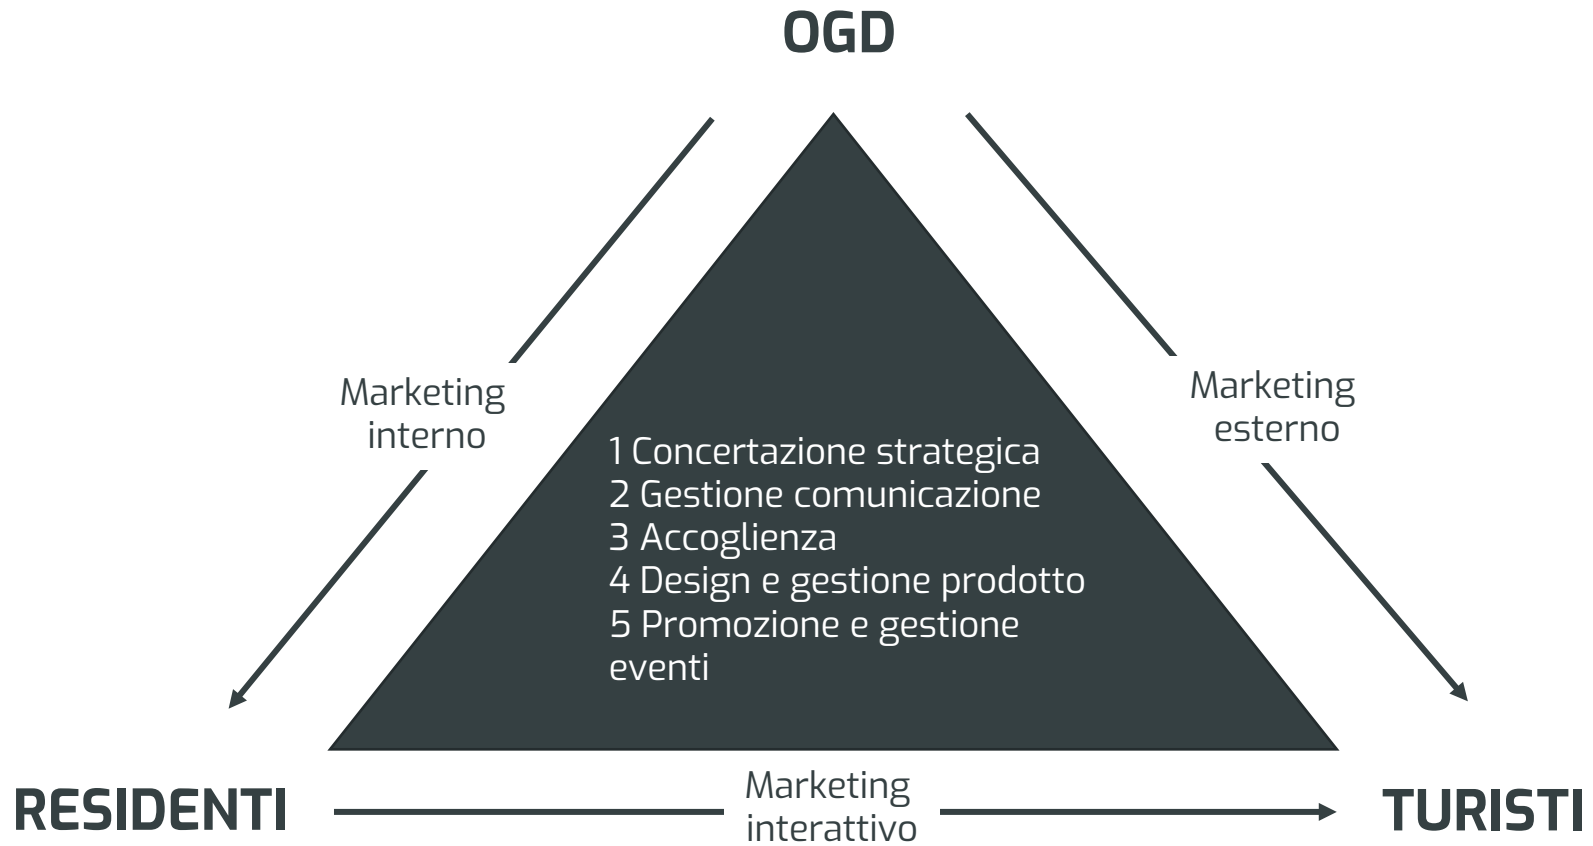 OGD
Marketing
interno
Marketing
esterno
1 Concertazione strategica
2 Gestione comunicazione
3 Accoglienza
4 Design e gestione prodotto
5 Promozione e gestione
eventi
RESIDENTI
Marketing
interattivo
TURISTI